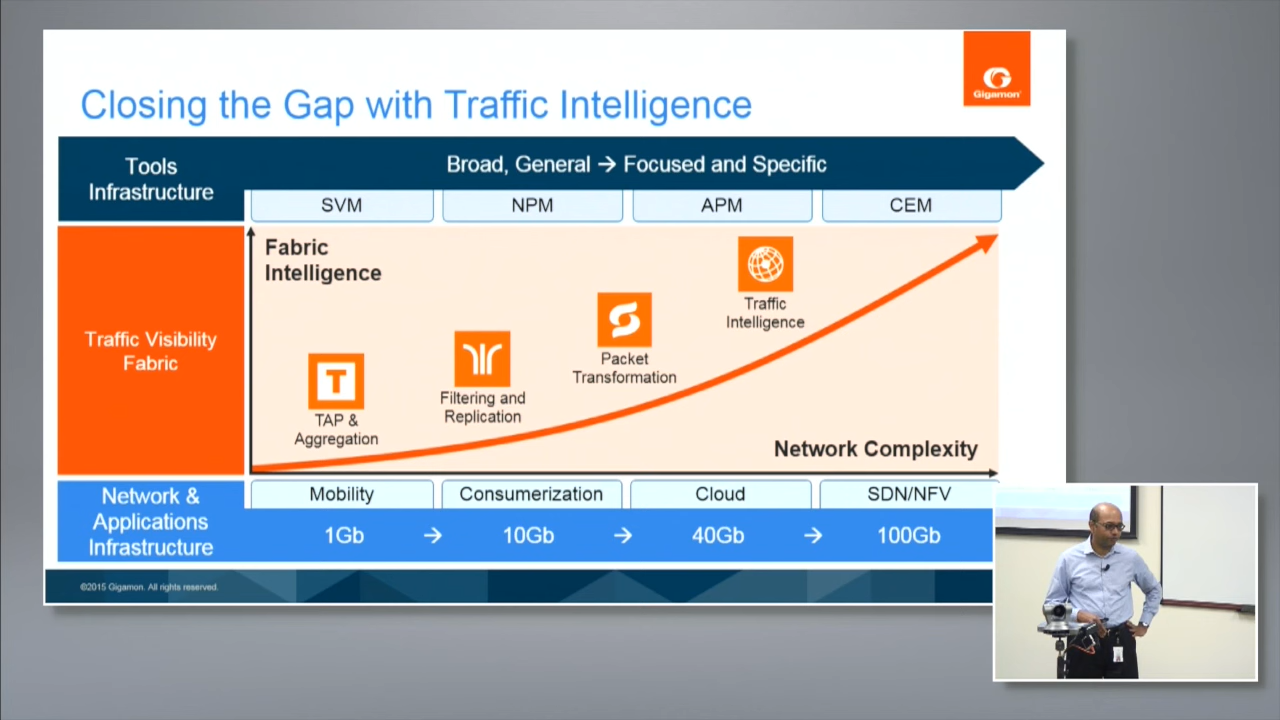 Gigamon
Closing the Gap with Traffic Intelligence
Tools
Infrastructure
Broad, General → Focused and Specific
SVM
NPM
APM
CEM
Traffic Visibility
Fabric
Fabric
Intelligence
T
TAP &
Aggregation
Filtering and
Replication
Packet
Transformation
Traffic
Intelligence
Network Complexity
Network &
Applications
Infrastructure
Mobility
Consumerization
Cloud
SDN/NFV
1Gb → 10Gb → 40Gb → 100Gb
©2015 Gigamon. All rights reserved.